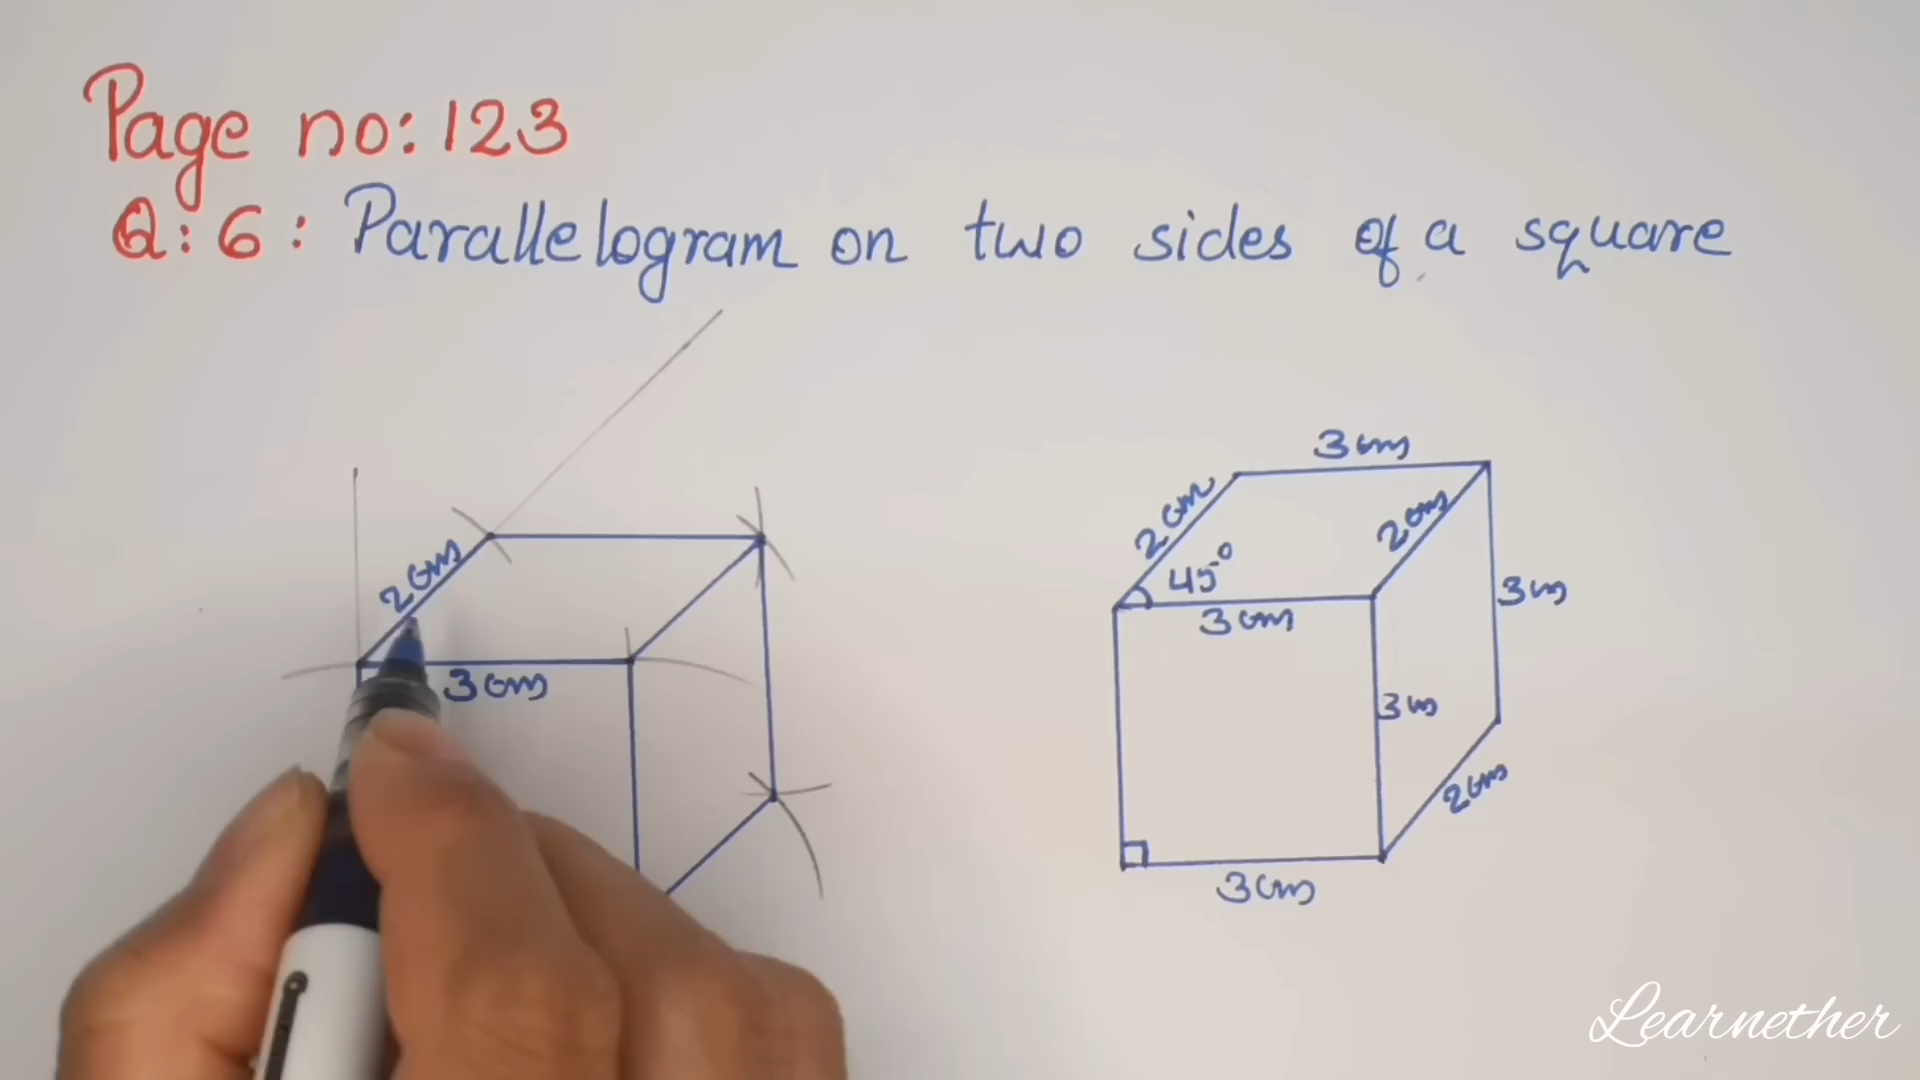 Page no: 123
Q: 6: Parallelogram on two sides of a square
2cm
3cm
3cm
2cm
2cm
45°
3cm
3cm
3cm
2cm
3cm
Learnether